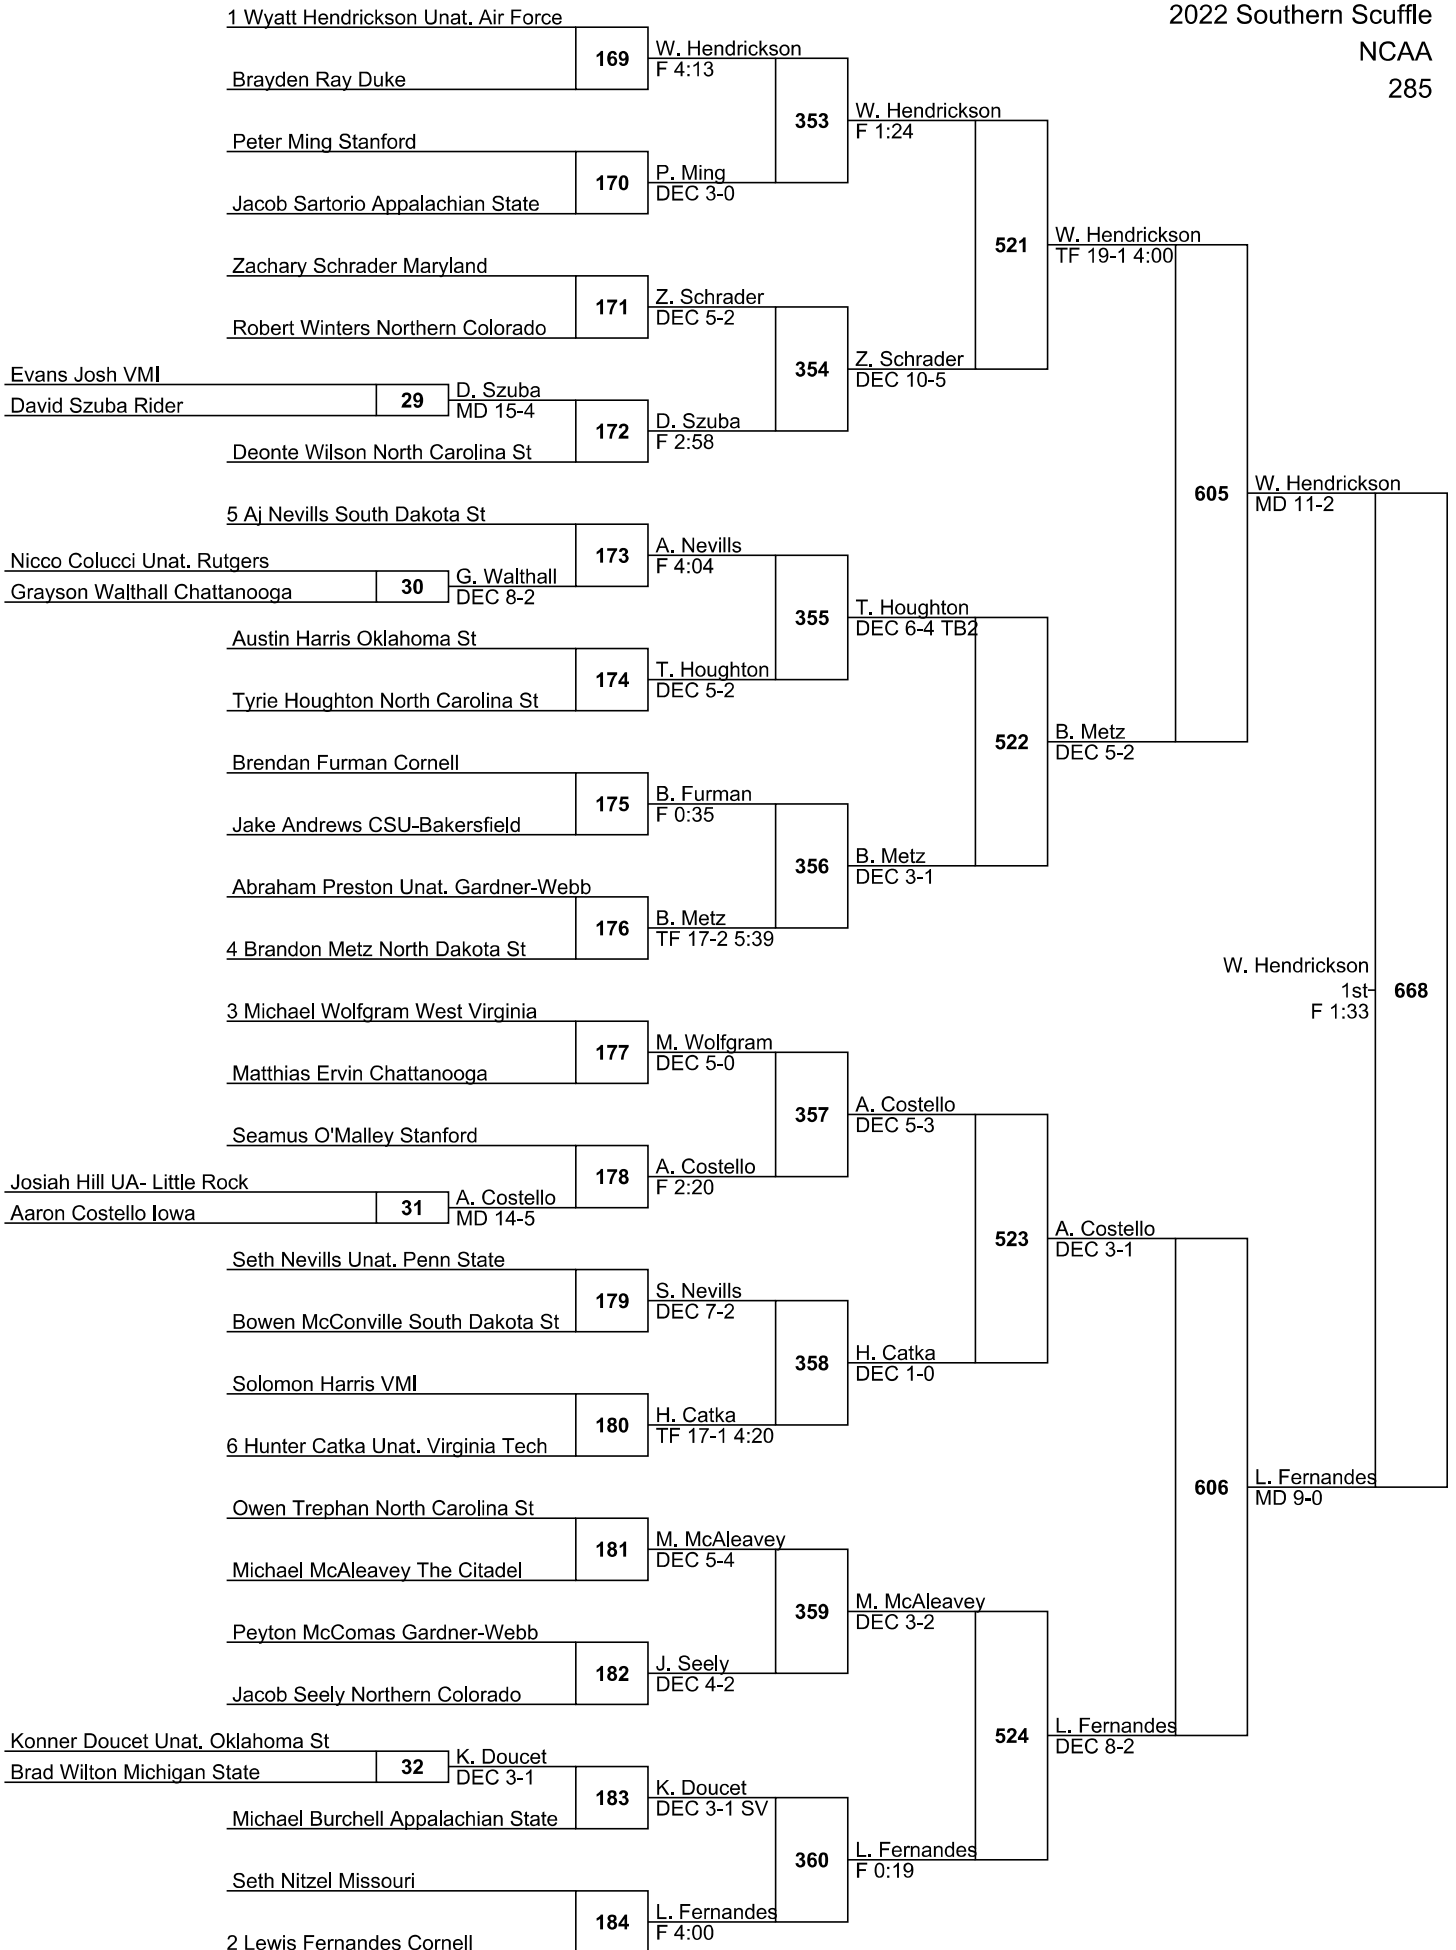 2022 Southern Scuffle
NCAA
285
1 Wyatt Hendrickson Unat. Air Force
169
W. Hendrickson
F 4:13
Brayden Ray Duke
353
W. Hendrickson
F 1:24
Peter Ming Stanford
170
P. Ming
DEC 3-0
Jacob Sartorio Appalachian State
521
W. Hendrickson
TF 19-1 4:00
Zachary Schrader Maryland
171
Z. Schrader
DEC 5-2
Robert Winters Northern Colorado
354
Z. Schrader
DEC 10-5
Evans Josh VMI
David Szuba Rider
29
D. Szuba
MD 15-4
172
D. Szuba
F 2:58
Deonte Wilson North Carolina St
605
W. Hendrickson
MD 11-2
5 Aj Nevills South Dakota St
173
A. Nevills
F 4:04
Nicco Colucci Unat. Rutgers
Grayson Walthall Chattanooga
30
G. Walthall
DEC 8-2
355
T. Houghton
DEC 6-4 TB2
Austin Harris Oklahoma St
174
T. Houghton
DEC 5-2
Tyrie Houghton North Carolina St
522
B. Metz
DEC 5-2
Brendan Furman Cornell
175
B. Furman
F 0:35
Jake Andrews CSU-Bakersfield
356
B. Metz
DEC 3-1
Abraham Preston Unat. Gardner-Webb
176
B. Metz
TF 17-2 5:39
4 Brandon Metz North Dakota St
W. Hendrickson
1st
F 1:33
668
3 Michael Wolfgram West Virginia
177
M. Wolfgram
DEC 5-0
Matthias Ervin Chattanooga
357
A. Costello
DEC 5-3
Seamus O'Malley Stanford
178
A. Costello
F 2:20
Josiah Hill UA- Little Rock
Aaron Costello Iowa
31
A. Costello
MD 14-5
523
A. Costello
DEC 3-1
Seth Nevills Unat. Penn State
179
S. Nevills
DEC 7-2
Bowen McConville South Dakota St
358
H. Catka
DEC 1-0
Solomon Harris VMI
180
H. Catka
TF 17-1 4:20
6 Hunter Catka Unat. Virginia Tech
606
L. Fernandes
MD 9-0
Owen Trephan North Carolina St
181
M. McAleavey
DEC 5-4
Michael McAleavey The Citadel
359
M. McAleavey
DEC 3-2
Peyton McComas Gardner-Webb
182
J. Seely
DEC 4-2
Jacob Seely Northern Colorado
524
L. Fernandes
DEC 8-2
Konner Doucet Unat. Oklahoma St
Brad Wilton Michigan State
32
K. Doucet
DEC 3-1
183
K. Doucet
DEC 3-1 SV
Michael Burchell Appalachian State
360
L. Fernandes
F 0:19
Seth Nitzel Missouri
184
L. Fernandes
F 4:00
2 Lewis Fernandes Cornell